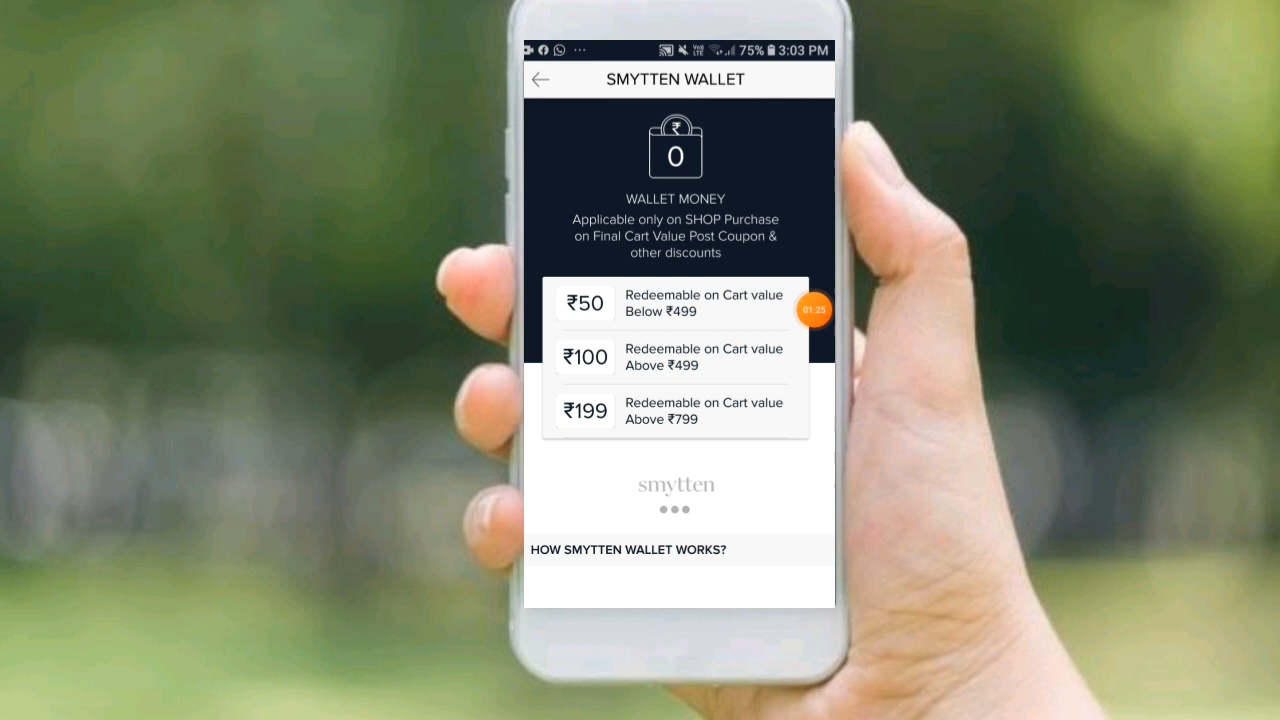 75% 3:03 PM
SMYTTEN WALLET
₹
0
WALLET MONEY
Applicable only on SHOP Purchase
on Final Cart Value Post Coupon &
other discounts
₹50
Redeemable on Cart value
Below ₹499
01:25
₹100
Redeemable on Cart value
Above ₹499
₹199
Redeemable on Cart value
Above ₹799
smytten
HOW SMYTTEN WALLET WORKS?